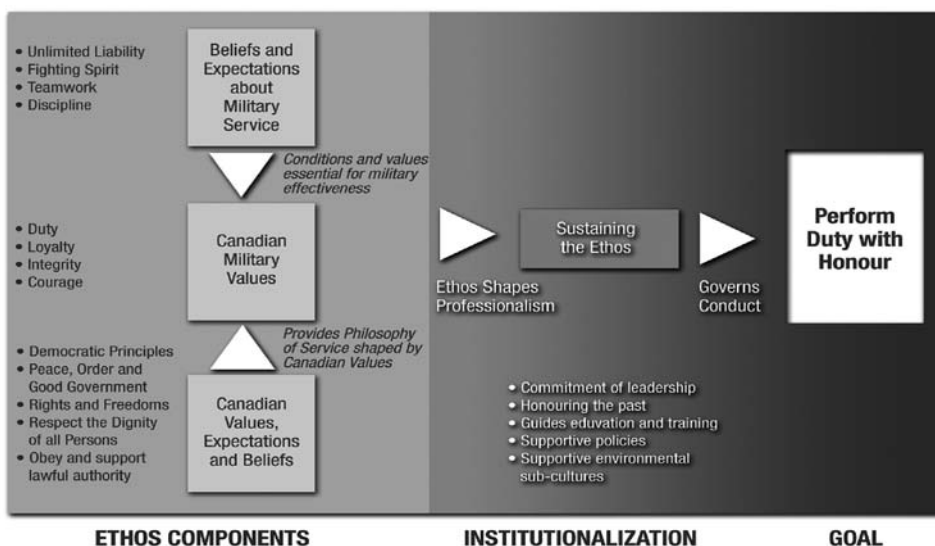 • Unlimited Liability
• Fighting Spirit
• Teamwork
• Discipline
Beliefs and
Expectations
about
Military
Service
Conditions and values
essential for military
effectiveness
• Duty
• Loyalty
• Integrity
• Courage
Canadian
Military
Values
Provides Philosophy
of Service shaped by
Canadian Values
• Democratic Principles
• Peace, Order and
Good Government
• Rights and Freedoms
• Respect the Dignity
of all Persons
• Obey and support
lawful authority
Canadian
Values,
Expectations
and Beliefs
Ethos Shapes
Professionalism
Sustaining
the Ethos
Governs
Conduct
Perform
Duty with
Honour
• Commitment of leadership
• Honouring the past
• Guides eduvation and training
• Supportive policies
• Supportive environmental
sub-cultures
ETHOS COMPONENTS
INSTITUTIONALIZATION
GOAL